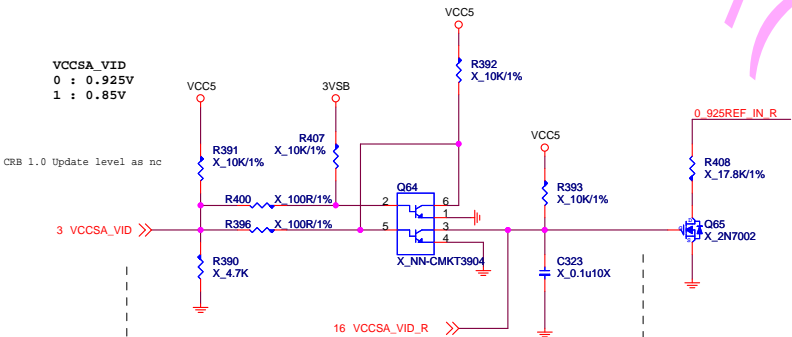 VCC5
VCCSA_VID
0 : 0.925V
1 : 0.85V
R392
X_10K/1%
VCC5
3VSB
0_925REF_IN_R
R407
X_10K/1%
VCC5
R391
X_10K/1%
CRB 1.0 Update level as nc
R408
X_17.8K/1%
Q64
R393
X_10K/1%
R400
X_100R/1%
2
6
1
R396
X_100R/1%
5
3
4
3 VCCSA_VID
Q65
X_2N7002
R390
X_4.7K
X_NN-CMKT3904
C323
X_0.1u10X
16 VCCSA_VID_R